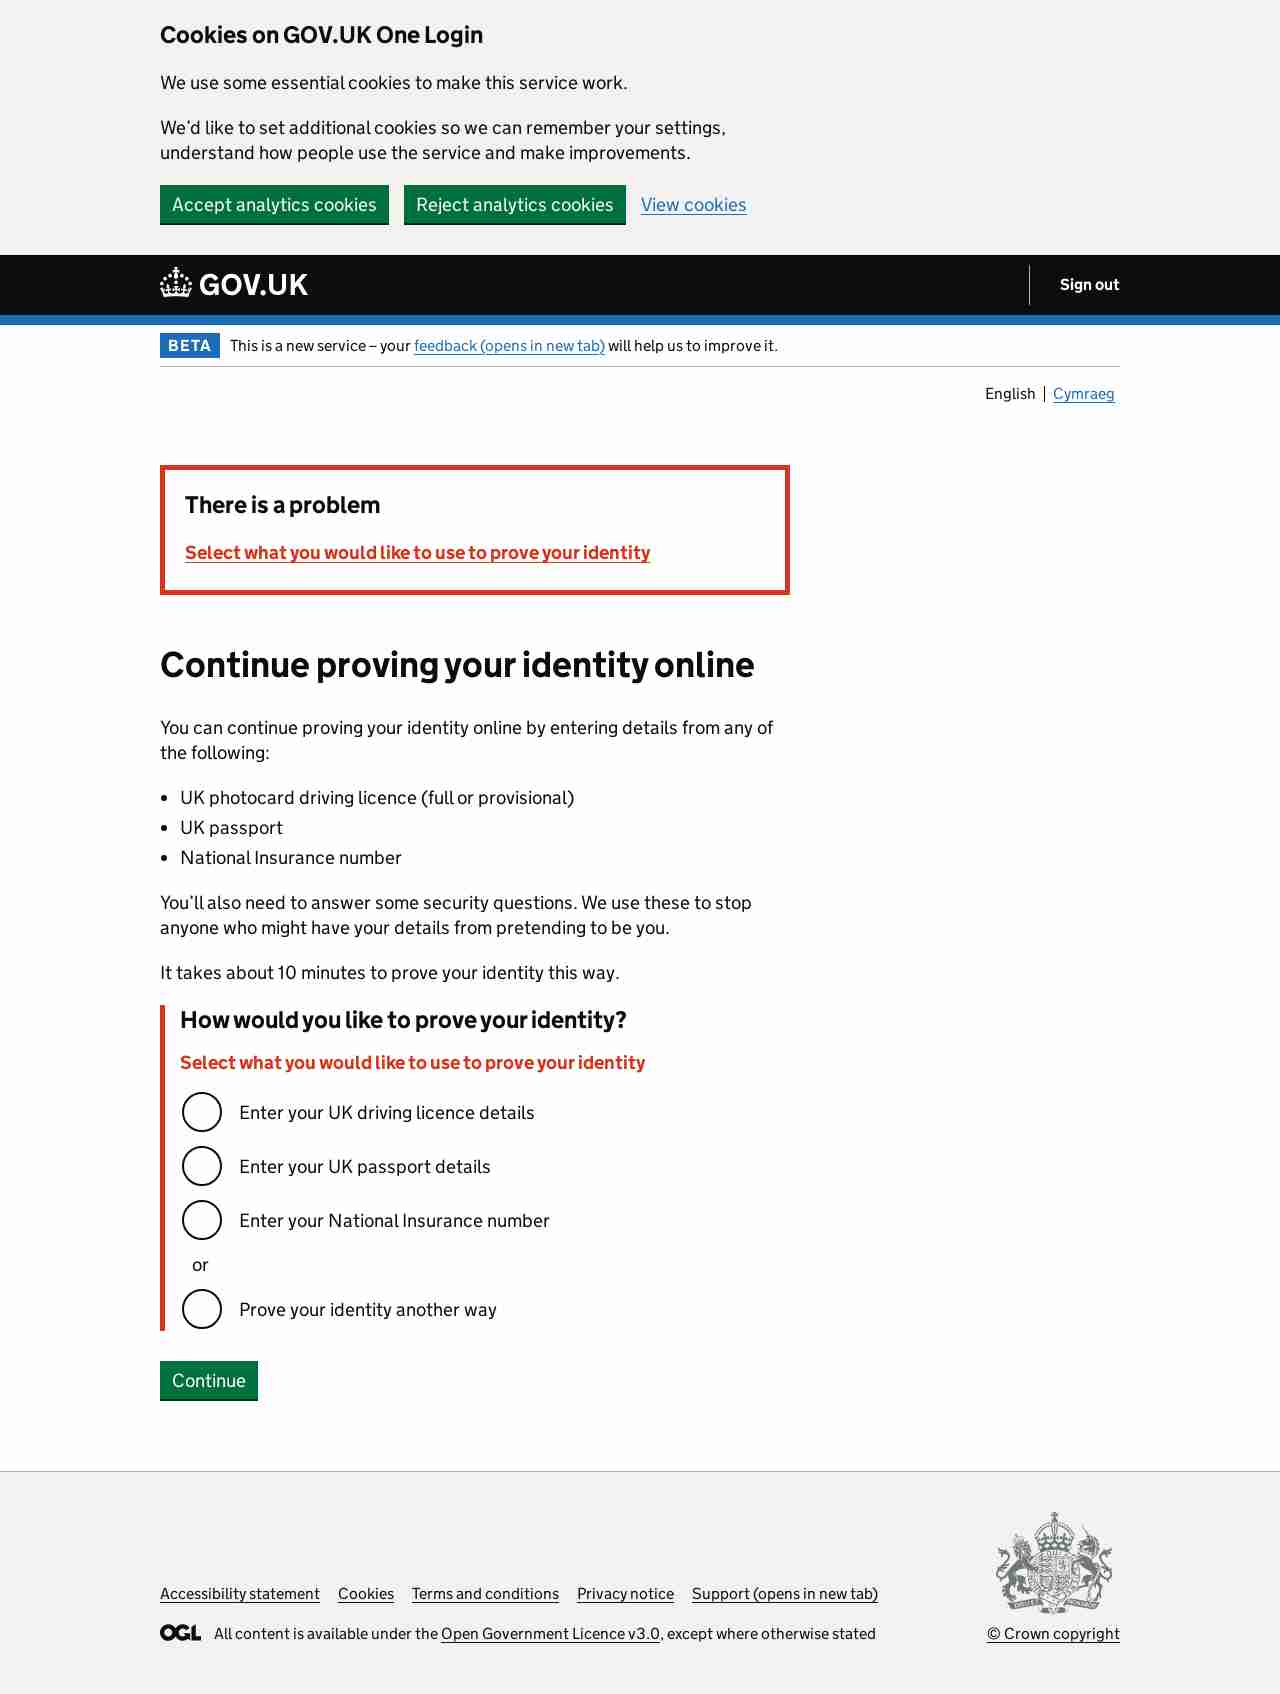 Cookies on GOV.UK One Login
We use some essential cookies to make this service work.
We'd like to set additional cookies so we can remember your settings,
understand how people use the service and make improvements.
Accept analytics cookies Reject analytics cookies View cookies
GOV.UK Sign out
BETA This is a new service – your feedback (opens in new tab) will help us to improve it.
English Cymraeg
There is a problem
Select what you would like to use to prove your identity
Continue proving your identity online
You can continue proving your identity online by entering details from any of
the following:
• UK photocard driving licence (full or provisional)
• UK passport
• National Insurance number
You'll also need to answer some security questions. We use these to stop
anyone who might have your details from pretending to be you.
It takes about 10 minutes to prove your identity this way.
How would you like to prove your identity?
Select what you would like to use to prove your identity
Enter your UK driving licence details
Enter your UK passport details
Enter your National Insurance number
or
Prove your identity another way
Continue
Accessibility statement Cookies Terms and conditions Privacy notice Support (opens in new tab)
OGL All content is available under the Open Government Licence v3.0, except where otherwise stated
© Crown copyright